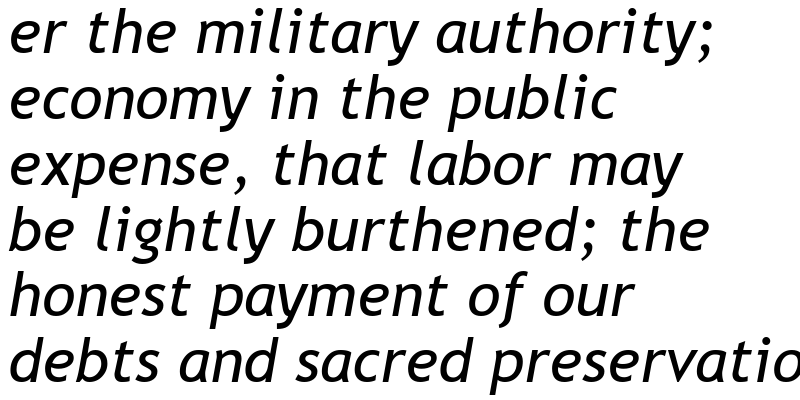 er the military authority;
economy in the public
expense, that labor may
be lightly burthened; the
honest payment of our
debts and sacred preservatio